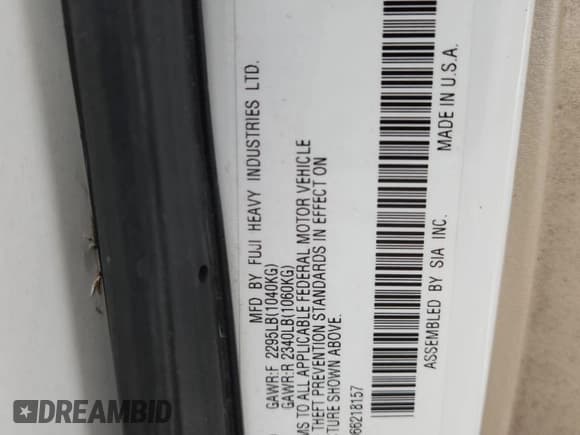 MFD BY FUJI HEAVY INDUSTRIES LTD.
GAWR:F 2295LB(1040KG)
GAWR:R 2340LB(1060KG)
MS TO ALL APPLICABLE FEDERAL MOTOR VEHICLE
THEFT PREVENTION STANDARDS IN EFFECT ON
TURE SHOWN ABOVE.
66218157
ASSEMBLED BY SIA INC.
MADE IN U.S.A.
DREAMBID